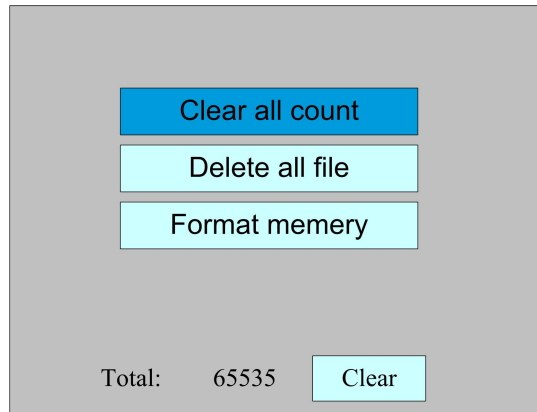 Clear all count
Delete all file
Format memery
Total: 65535 Clear